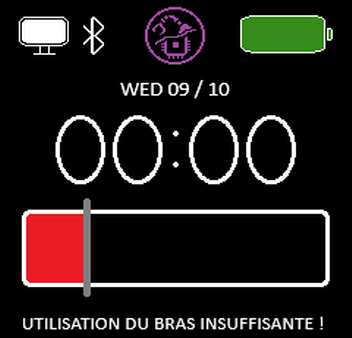 WED 09 / 10
00:00
UTILISATION DU BRAS INSUFFISANTE !